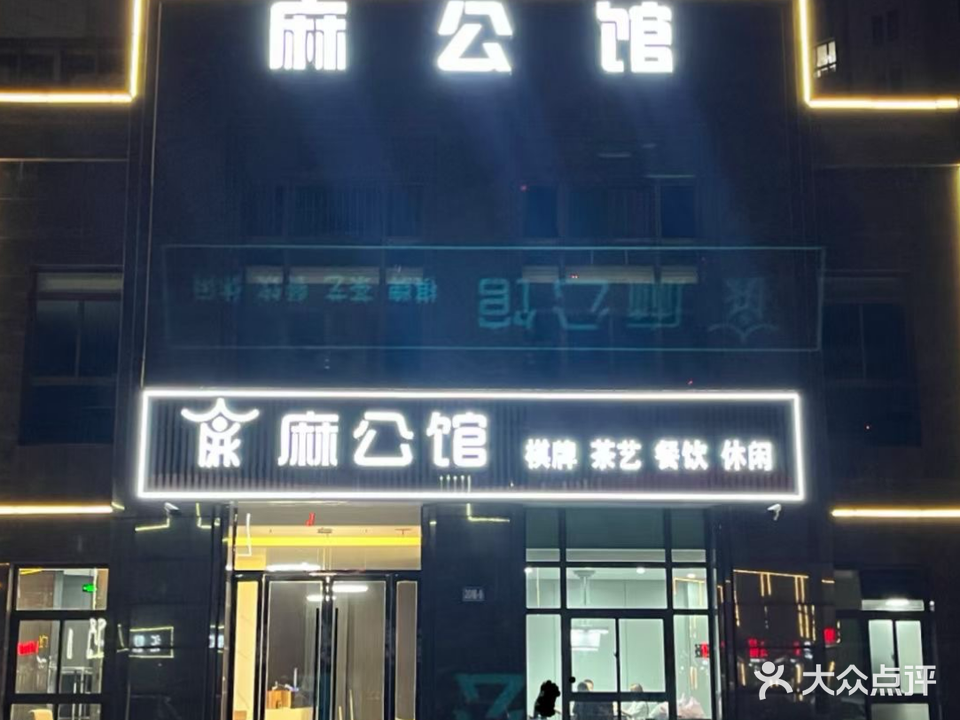 麻公馆
麻公馆 棋牌 茶艺 餐饮 休闲
大众点评